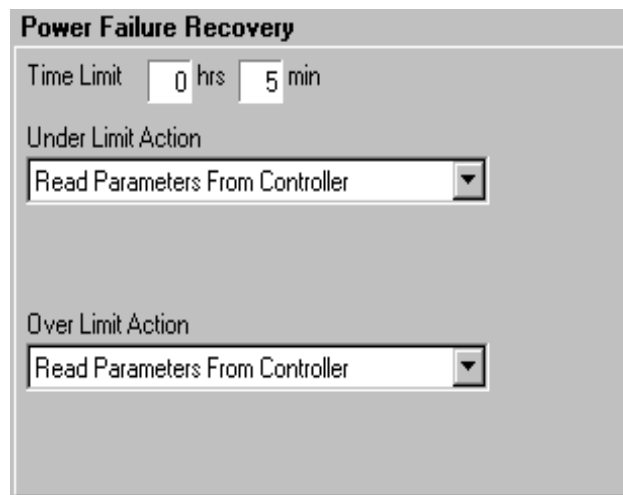 Power Failure Recovery
Time Limit 0 hrs 5 min
Under Limit Action
Read Parameters From Controller
Over Limit Action
Read Parameters From Controller